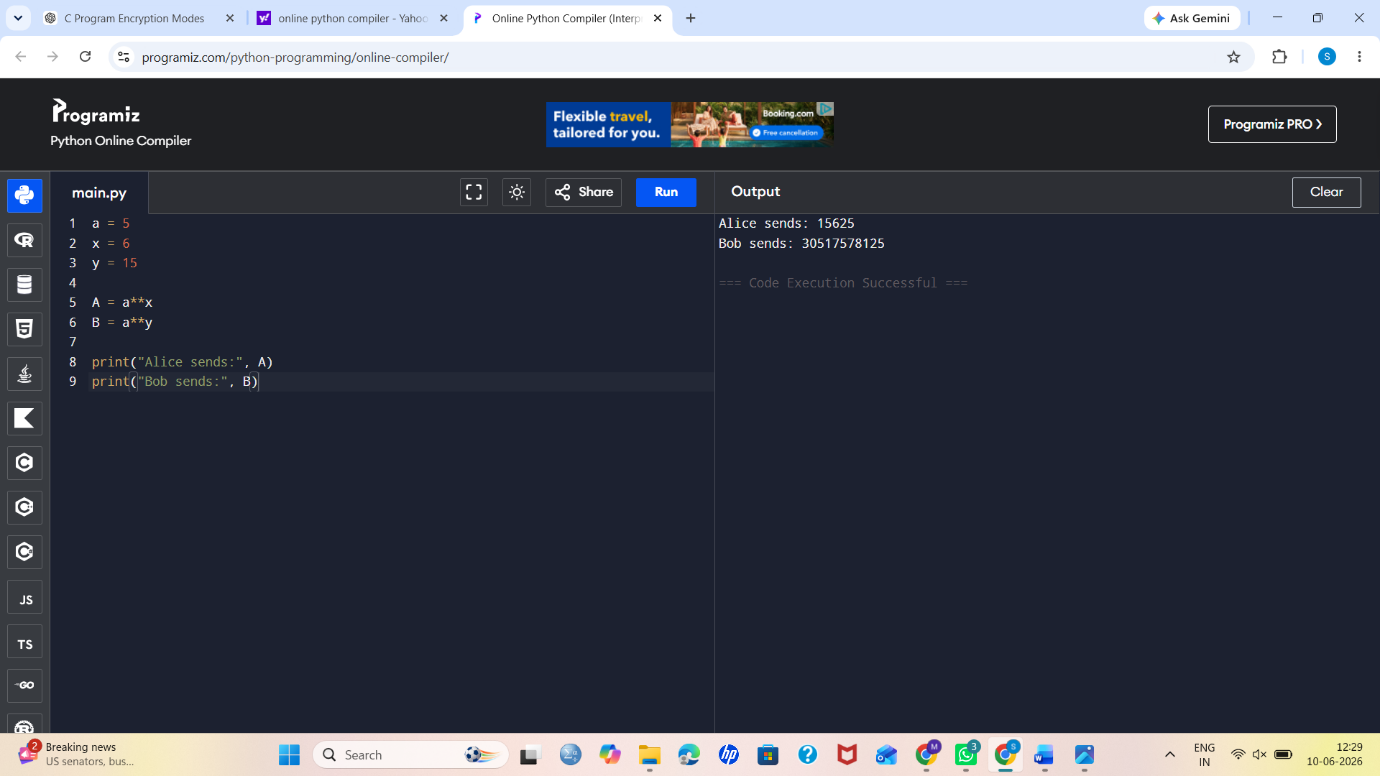 C Program Encryption Modes
online python compiler - Yahoo
Online Python Compiler (Interp
Ask Gemini
programiz.com/python-programming/online-compiler/
S
Programiz
Python Online Compiler
Flexible travel,
tailored for you.
Booking.com
Free cancellation
Programiz PRO >
main.py
Share
Run
Output
Clear
1 a = 5
2 x = 6
3 y = 15
4
5 A = a**x
6 B = a**y
7
8 print("Alice sends:", A)
9 print("Bob sends:", B)
Alice sends: 15625
Bob sends: 30517578125
=== Code Execution Successful ===
JS
TS
GO
2
Breaking news
US senators, bus...
Search
hp
M
3
S
W
ENG
IN
12:29
10-06-2026